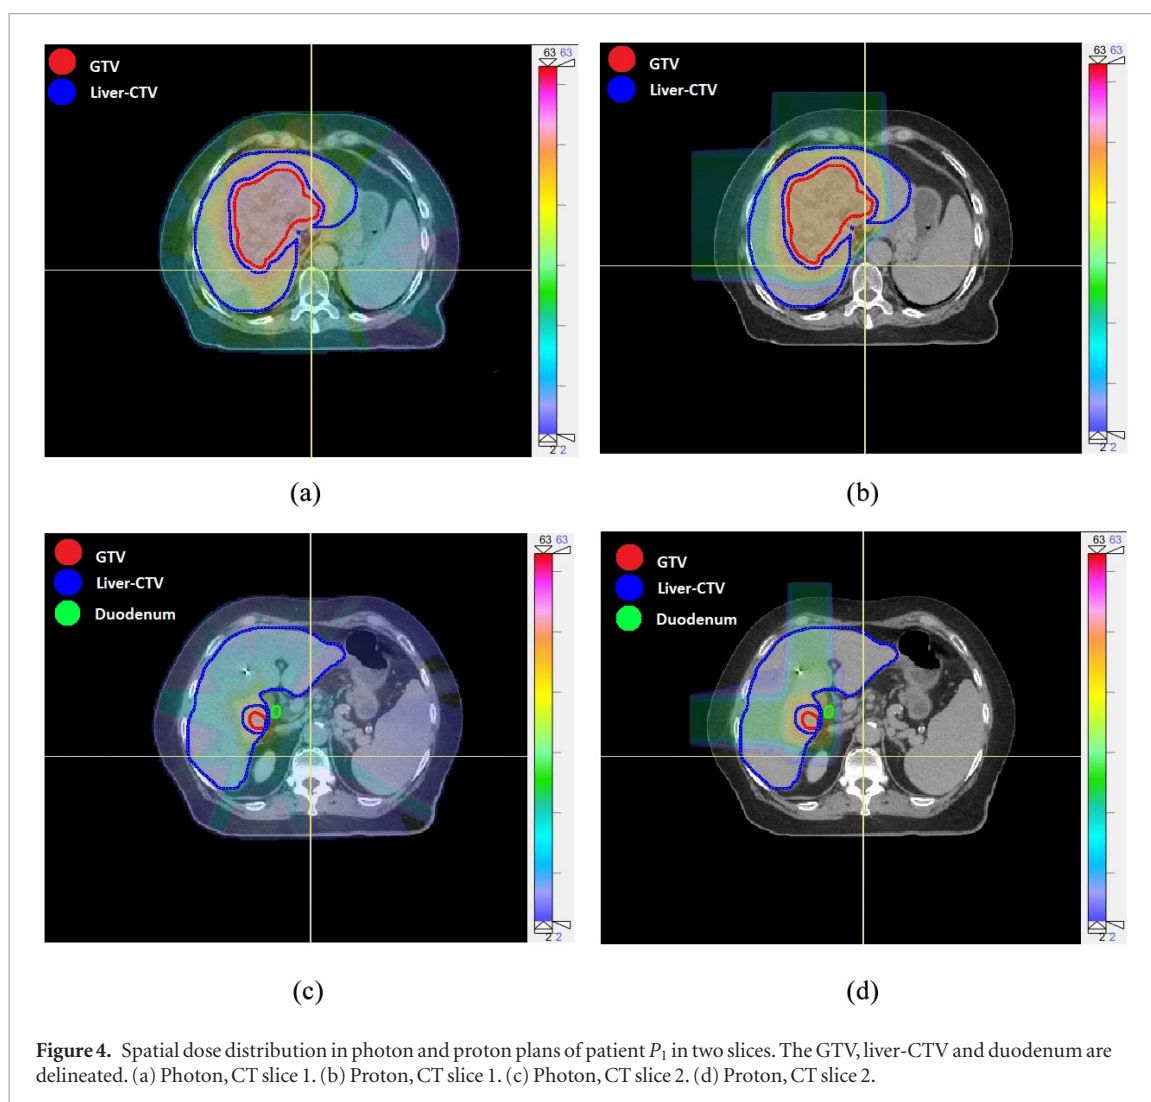 63 63
GTV
Liver-CTV
2 2
(a)
63 63
GTV
Liver-CTV
2 2
(b)
63 63
GTV
Liver-CTV
Duodenum
2 2
(c)
63 63
GTV
Liver-CTV
Duodenum
2 2
(d)
Figure 4. Spatial dose distribution in photon and proton plans of patient P₁ in two slices. The GTV, liver-CTV and duodenum are
delineated. (a) Photon, CT slice 1. (b) Proton, CT slice 1. (c) Photon, CT slice 2. (d) Proton, CT slice 2.